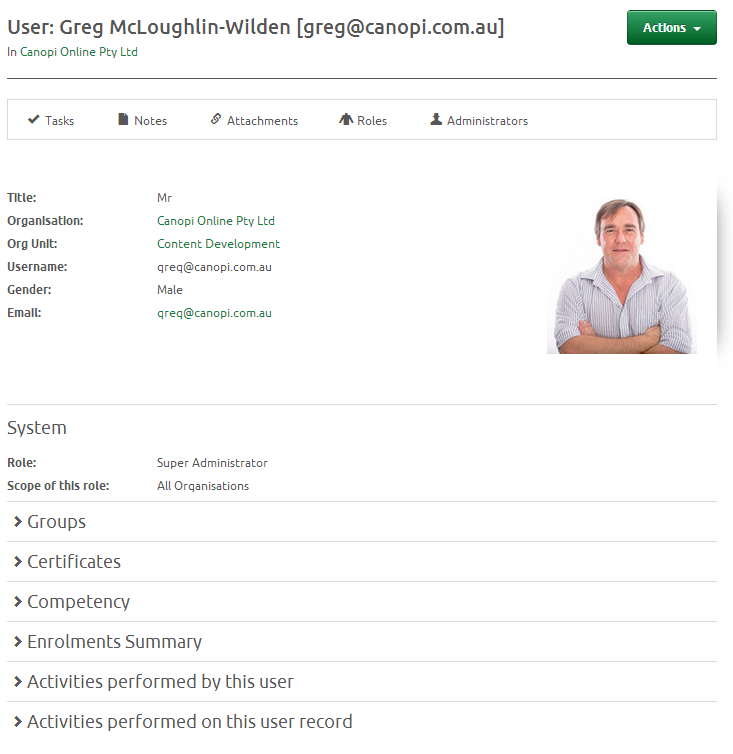 User: Greg McLoughlin-Wilden [greg@canopi.com.au]
Actions
In Canopi Online Pty Ltd
Tasks
Notes
Attachments
Roles
Administrators
Title: Mr
Organisation: Canopi Online Pty Ltd
Org Unit: Content Development
Username: greg@canopi.com.au
Gender: Male
Email: greg@canopi.com.au
System
Role: Super Administrator
Scope of this role: All Organisations
Groups
Certificates
Competency
Enrolments Summary
Activities performed by this user
Activities performed on this user record